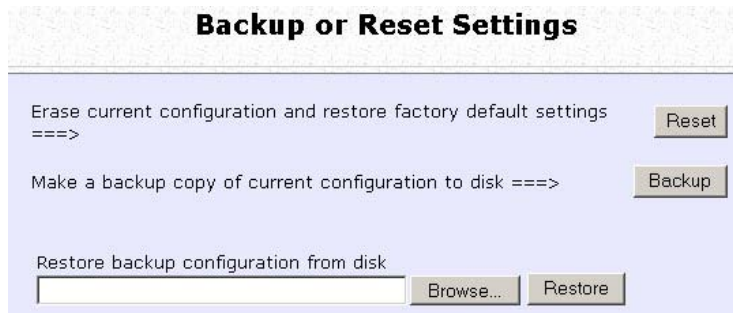 Backup or Reset Settings
Erase current configuration and restore factory default settings
===> Reset
Make a backup copy of current configuration to disk ===> Backup
Restore backup configuration from disk
Browse... Restore